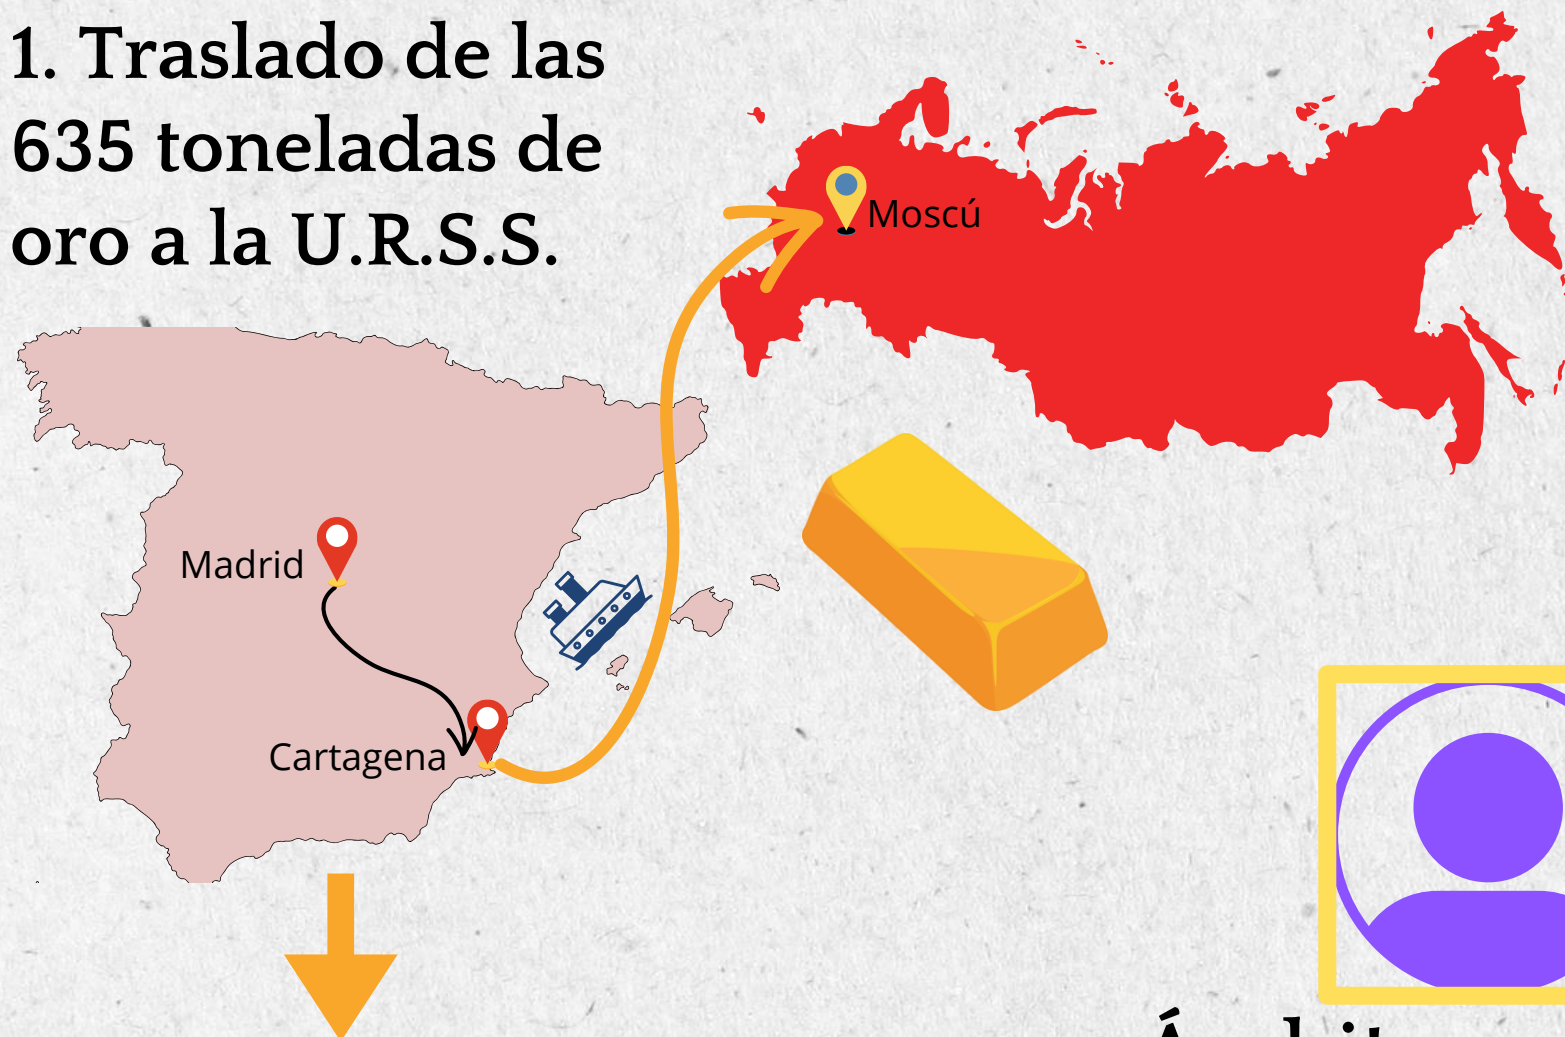 1. Traslado de las
635 toneladas de
oro a la U.R.S.S.
Moscú
Madrid
Cartagena